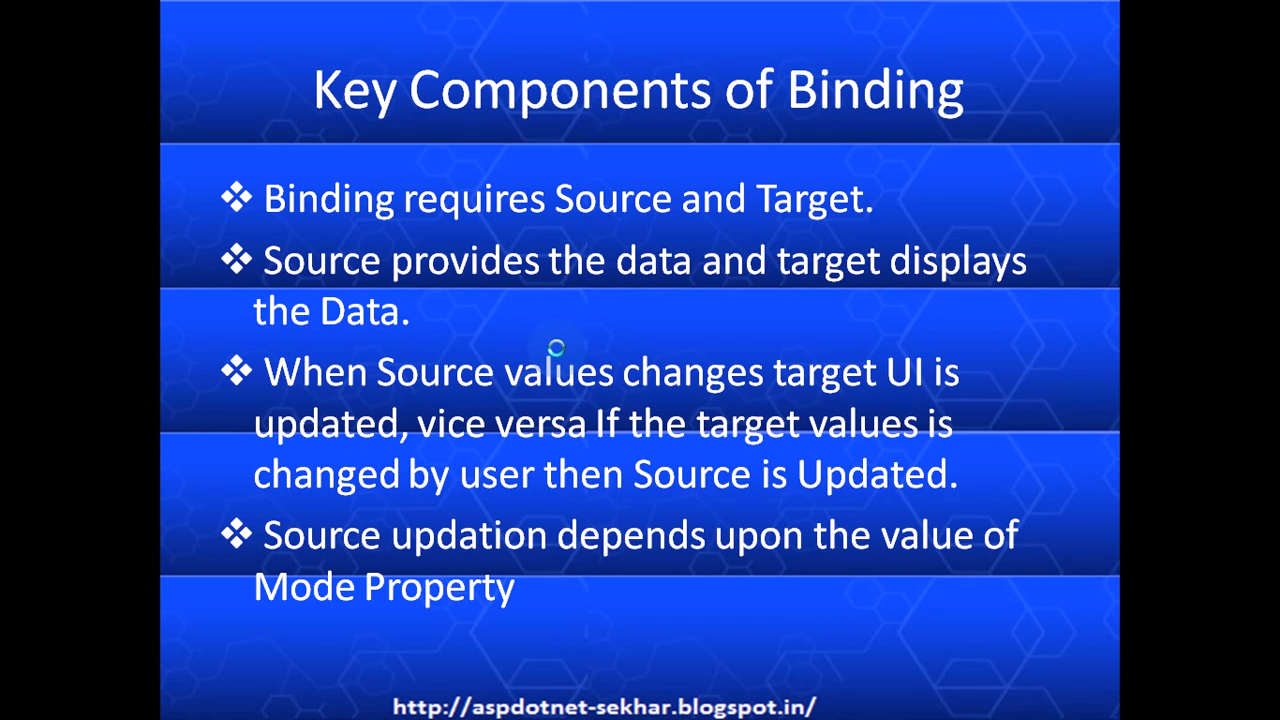 Key Components of Binding
❖ Binding requires Source and Target.
❖ Source provides the data and target displays
the Data.
❖ When Source values changes target UI is
updated, vice versa If the target values is
changed by user then Source is Updated.
❖ Source updation depends upon the value of
Mode Property
http://aspdotnet-sekhar.blogspot.in/